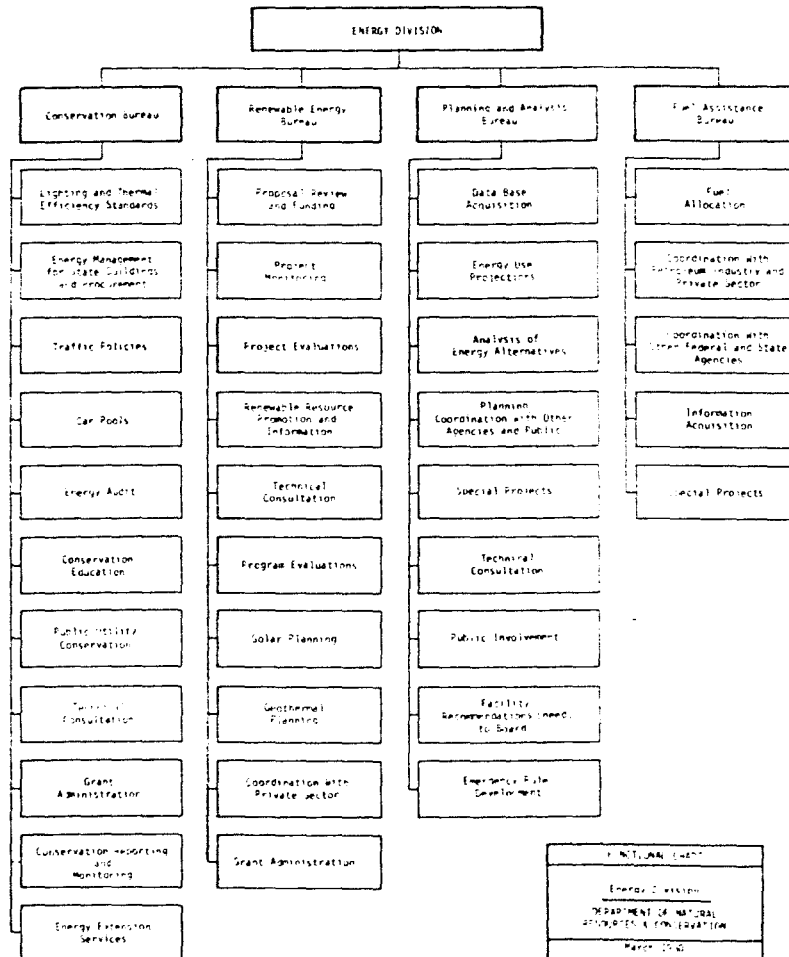 ENERGY DIVISION
Conservation Bureau
Lighting and Thermal
Efficiency Standards
Energy Management
for State Buildings
and Procurement
Traffic Policies
Car Pools
Energy Audit
Conservation
Education
Public Utility
Conservation
Technical
Consultation
Grant
Administration
Conservation Reporting
and
Monitoring
Energy Extension
Services
Renewable Energy
Bureau
Proposal Review
and Funding
Project
Monitoring
Project Evaluations
Renewable Resource
Promotion and
Information
Technical
Consultation
Program Evaluations
Solar Planning
Geothermal
Planning
Coordination with
Private Sector
Grant Administration
Planning and Analysis
Bureau
Data Base
Acquisition
Energy Use
Projections
Analysis of
Energy Alternatives
Planning
Coordination with Other
Agencies and Public
Special Projects
Technical
Consultation
Public Involvement
Facility
Recommendations (need)
to Board
Emergency Rule
Development
Fuel Assistance
Bureau
Fuel
Allocation
Coordination with
Petroleum Industry and
Private Sector
Coordination with
Other Federal and State
Agencies
Information
Acquisition
Special Projects
FUNCTIONAL CHART
Energy Division
DEPARTMENT OF NATURAL
RESOURCES & CONSERVATION
March